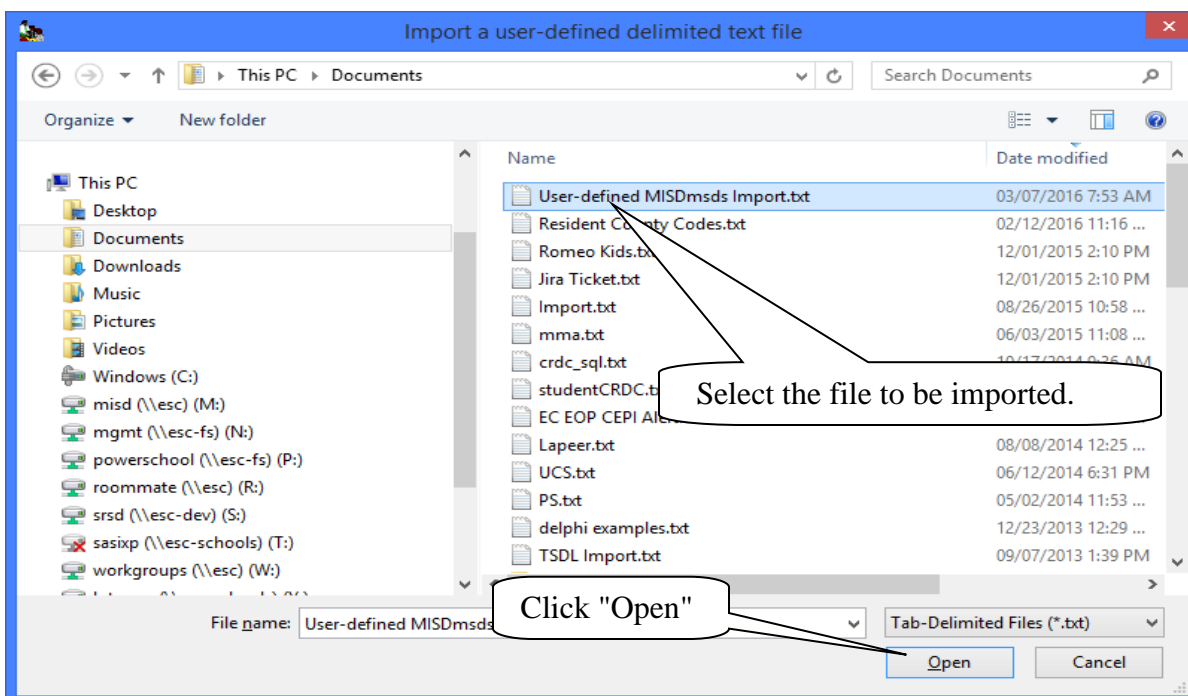 Import a user-defined delimited text file
This PC Documents
Search Documents
Organize New folder
Name Date modified
This PC
Desktop
Documents
Downloads
Music
Pictures
Videos
Windows (C:)
misd (\\esc) (M:)
mgmt (\\esc-fs) (N:)
powerschool (\\esc-fs) (P:)
roommate (\\esc) (R:)
srsd (\\esc-dev) (S:)
sasixp (\\esc-schools) (T:)
workgroups (\\esc) (W:)
User-defined MISDmsds Import.txt 03/07/2016 7:53 AM
Resident County Codes.txt 02/12/2016 11:16 ...
Romeo Kids.txt 12/01/2015 2:10 PM
Jira Ticket.txt 12/01/2015 2:10 PM
Import.txt 08/26/2015 10:58 ...
mma.txt 06/03/2015 11:08 ...
crdc_sql.txt 10/17/2014 9:36 AM
studentCRDC.t
EC EOP CEPI
Lapeer.txt 08/08/2014 12:25 ...
UCS.txt 06/12/2014 6:31 PM
PS.txt 05/02/2014 11:53 ...
delphi examples.txt 12/23/2013 12:29 ...
TSDL Import.txt 09/07/2013 1:39 PM
Select the file to be imported.
Click "Open"
File name: User-defined MISDmsds
Tab-Delimited Files (*.txt)
Open Cancel